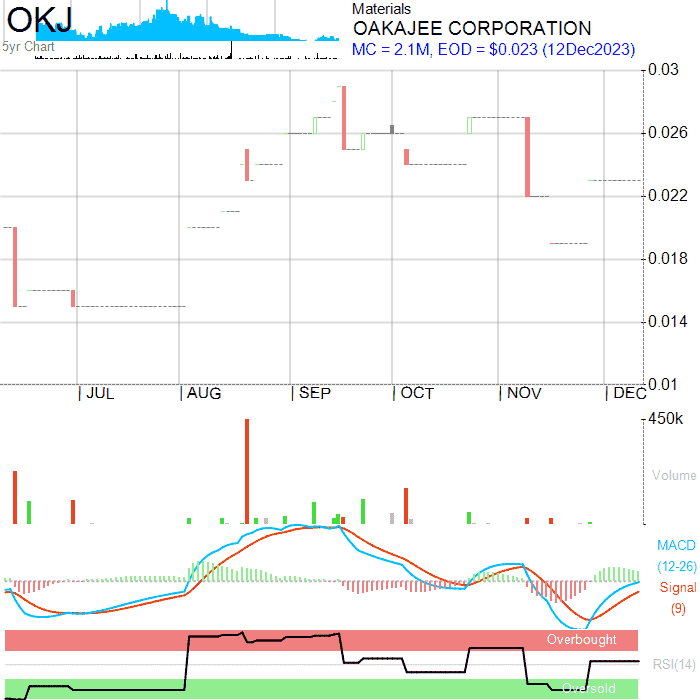 OKJ
5yr Chart
Materials
OAKAJEE CORPORATION
MC = 2.1M, EOD = $0.023 (12Dec2023)
0.03
0.026
0.022
0.018
0.014
0.01
JUL AUG SEP OCT NOV DEC
450k
Volume
MACD
(12-26)
Signal
(9)
Overbought
RSI(14)
Oversold